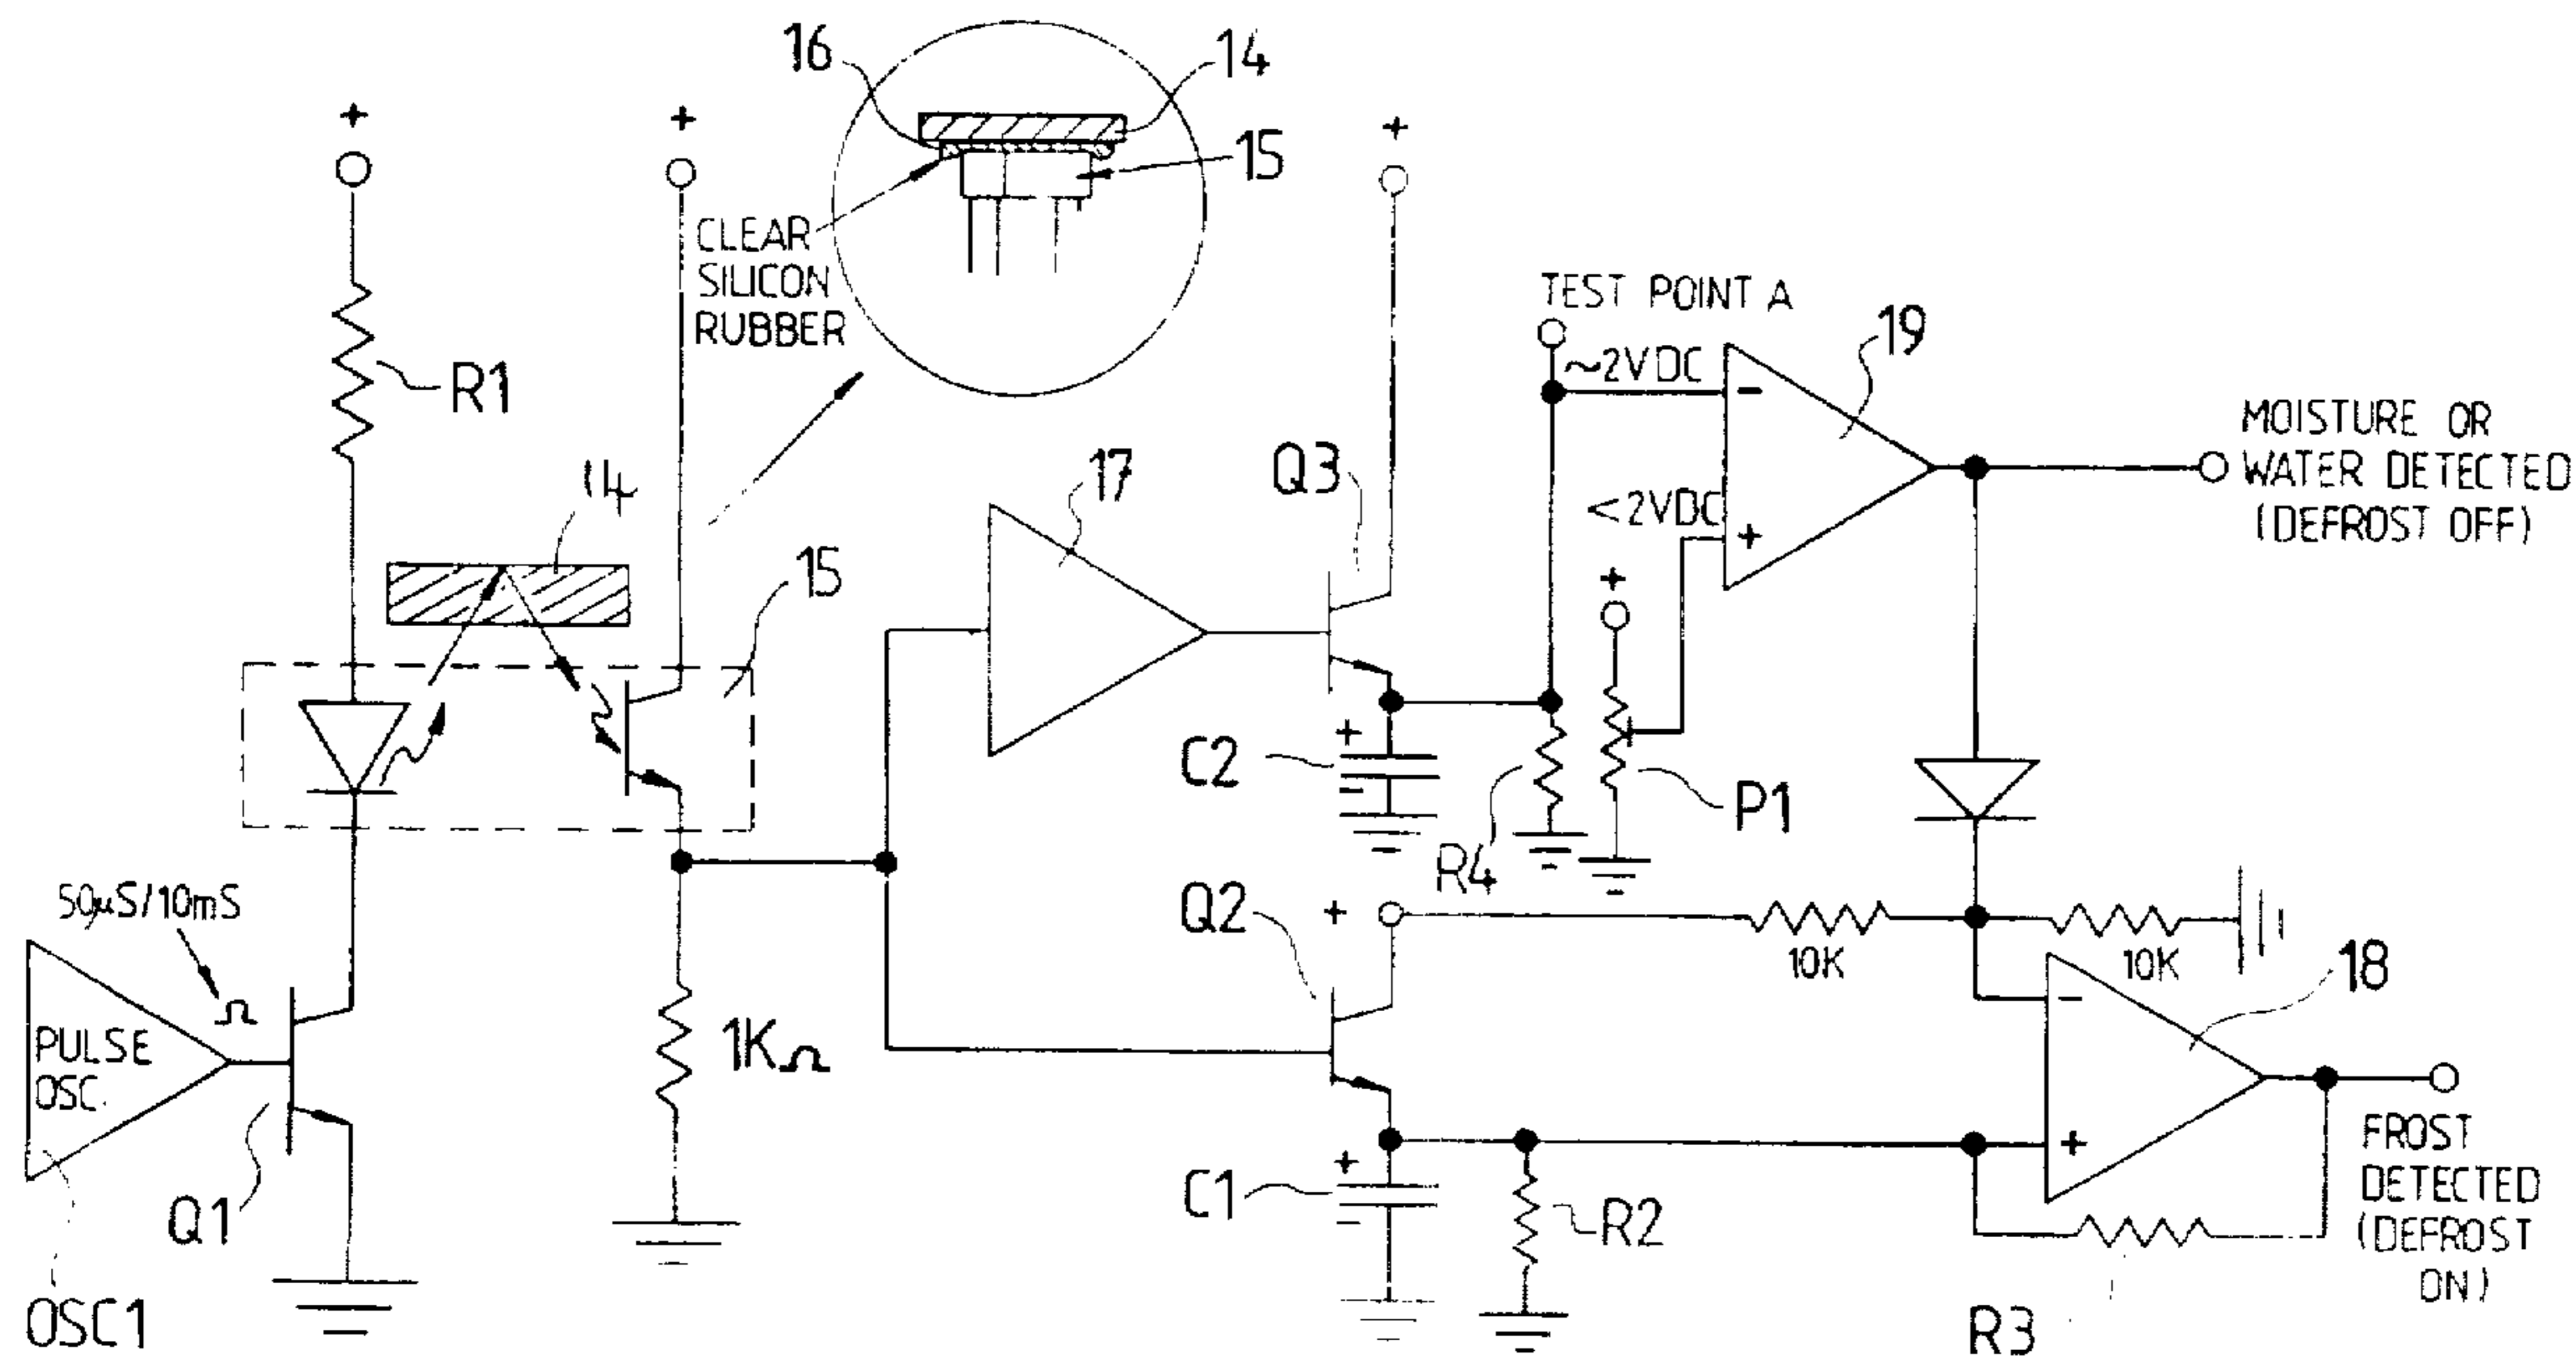 16
14
15
CLEAR
SILICON
RUBBER
+
+
+
R1
14
15
17
Q3
TEST POINT A
~2VDC
<2VDC
-
+
19
MOISTURE OR
WATER DETECTED
(DEFROST OFF)
+
C2
+
-
R4
P1
50µS/10mS
PULSE
OSC.
OSC1
Q1
1KΩ
Q2
+
10K
10K
18
-
+
C1
+
-
R2
R3
FROST
DETECTED
(DEFROST
ON)